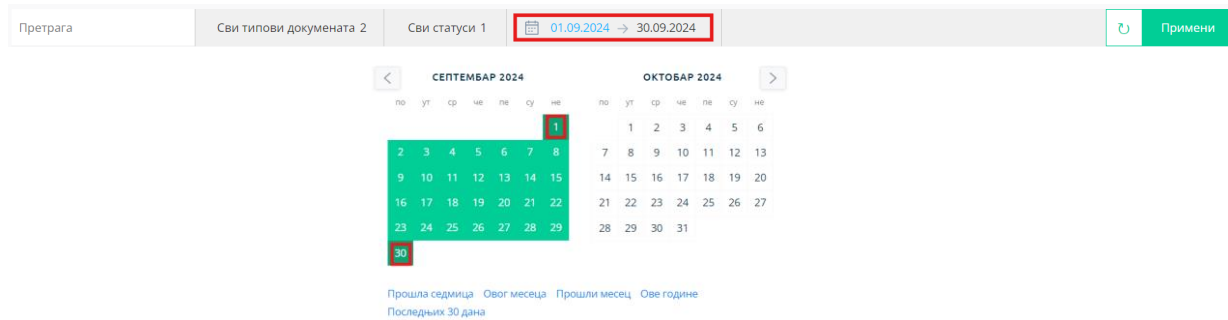 Претрага Сви типови документата 2 Сви статуси 1 01.09.2024 → 30.09.2024 Примени
СЕПТЕМБАР 2024 ОКТОБАР 2024
по ут ср че пе су не по ут ср че пе су не
1 1 2 3 4 5 6
2 3 4 5 6 7 8 7 8 9 10 11 12 13
9 10 11 12 13 14 15 14 15 16 17 18 19 20
16 17 18 19 20 21 22 21 22 23 24 25 26 27
23 24 25 26 27 28 29 28 29 30 31
30
Прошла седмица Овог месеца Прошли месец Ове године
Последњих 30 дана